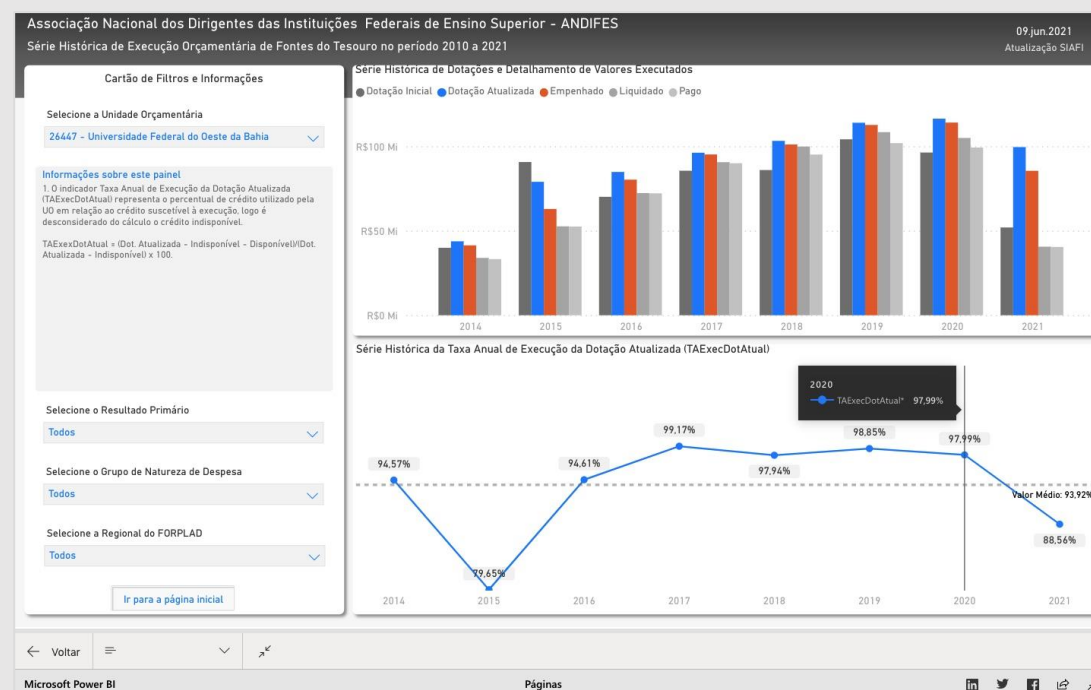 Associação Nacional dos Dirigentes das Instituições Federais de Ensino Superior - ANDIFES
Série Histórica de Execução Orçamentária de Fontes do Tesouro no período 2010 a 2021
09.jun.2021
Atualização SIAFI
Cartão de Filtros e Informações
Selecione a Unidade Orçamentária
26447 - Universidade Federal do Oeste da Bahia
Informações sobre este painel
1. O indicador Taxa Anual de Execução da Dotação Atualizada
(TAExecDotAtual) representa o percentual de crédito utilizado pela
UO em relação ao crédito suscetível à execução, logo é
desconsiderado do cálculo o crédito indisponível.
TAExexDotAtual = (Dot. Atualizada - Indisponível - Disponível)/(Dot.
Atualizada - Indisponível) x 100.
Selecione o Resultado Primário
Todos
Selecione o Grupo de Natureza de Despesa
Todos
Selecione a Regional do FORPLAD
Todos
Ir para a página inicial
Série Histórica de Dotações e Detalhamento de Valores Executados
Dotação Inicial Dotação Atualizada Empenhado Liquidado Pago
R$100 Mi
R$50 Mi
R$0 Mi
2014 2015 2016 2017 2018 2019 2020 2021
Série Histórica da Taxa Anual de Execução da Dotação Atualizada (TAExecDotAtual)
2020
TAExecDotAtual* 97,99%
94,57% 79,65% 94,61% 99,17% 97,94% 98,85% 97,99% 88,56%
Valor Médio: 93,92%
2014 2015 2016 2017 2018 2019 2020 2021
Voltar
Microsoft Power BI
Páginas